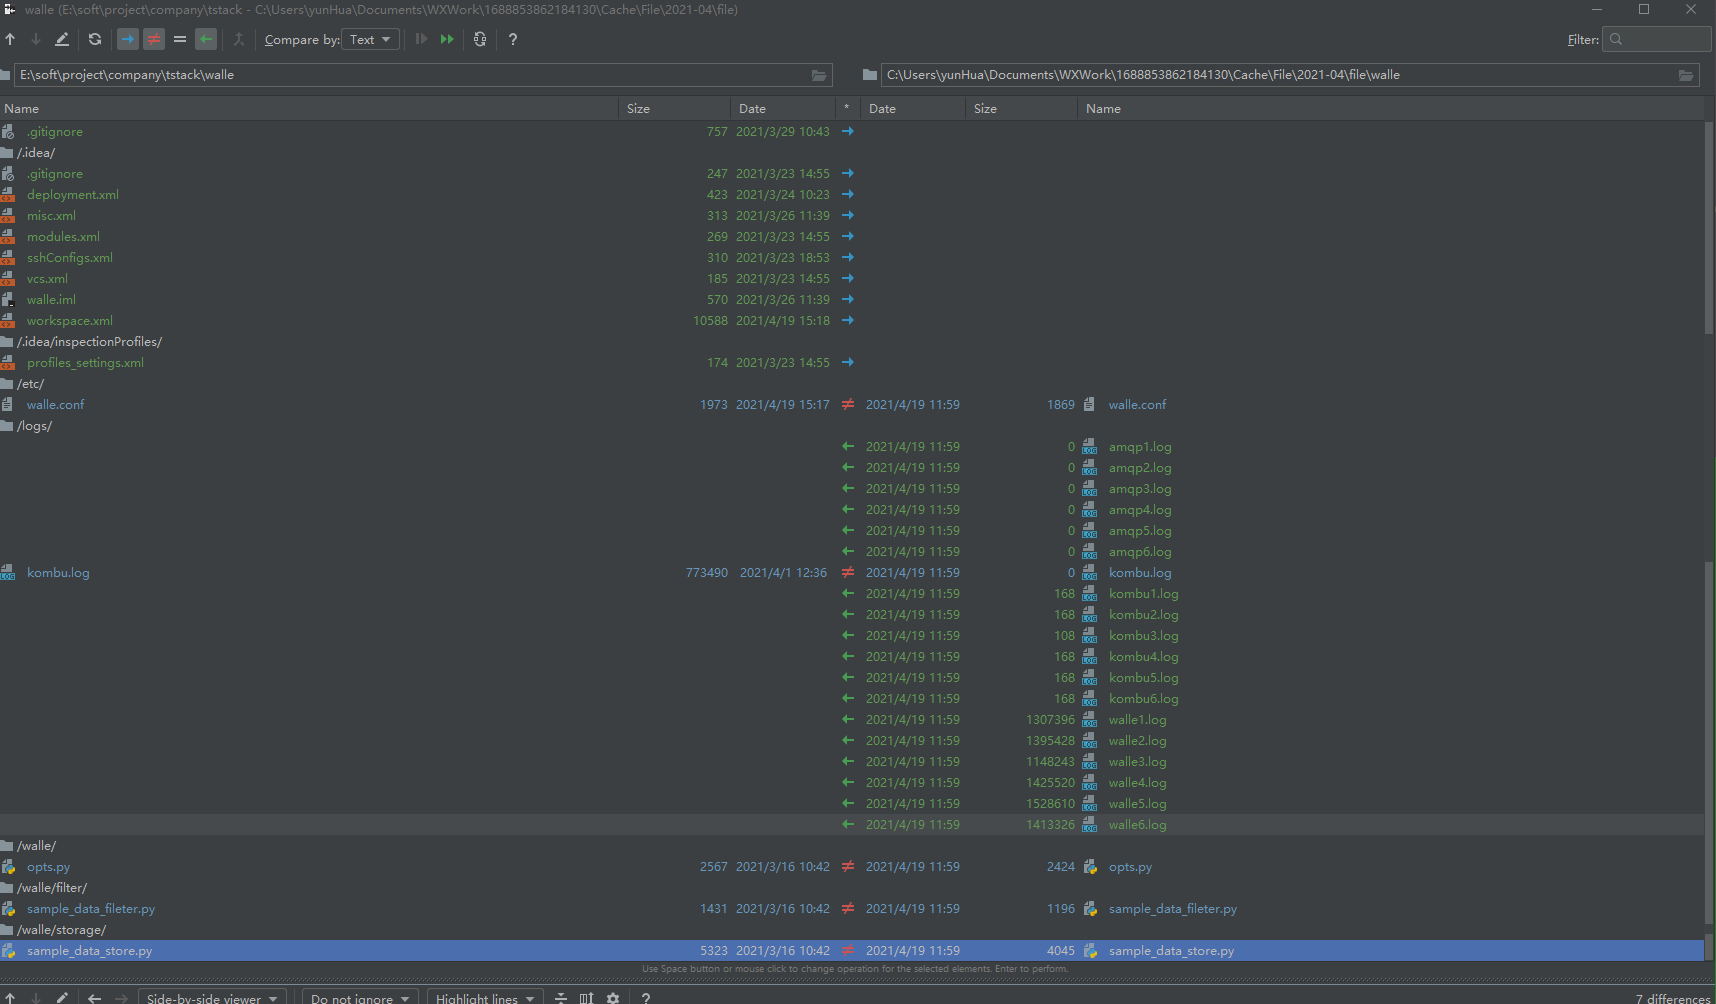 walle (E:\soft\project\company\tstack - C:\Users\yunHua\Documents\WXWork\1688853862184130\Cache\File\2021-04\file)
Compare by: Text ? Filter:
E:\soft\project\company\tstack\walle C:\Users\yunHua\Documents\WXWork\1688853862184130\Cache\File\2021-04\file\walle
Name Size Date * Date Size Name
.gitignore 757 2021/3/29 10:43
/.idea/
.gitignore 247 2021/3/23 14:55
deployment.xml 423 2021/3/24 10:23
misc.xml 313 2021/3/26 11:39
modules.xml 269 2021/3/23 14:55
sshConfigs.xml 310 2021/3/23 18:53
vcs.xml 185 2021/3/23 14:55
walle.iml 570 2021/3/26 11:39
workspace.xml 10588 2021/4/19 15:18
/.idea/inspectionProfiles/
profiles_settings.xml 174 2021/3/23 14:55
/etc/
walle.conf 1973 2021/4/19 15:17 ≠ 2021/4/19 11:59 1869 walle.conf
/logs/
2021/4/19 11:59 0 amqp1.log
2021/4/19 11:59 0 amqp2.log
2021/4/19 11:59 0 amqp3.log
2021/4/19 11:59 0 amqp4.log
2021/4/19 11:59 0 amqp5.log
2021/4/19 11:59 0 amqp6.log
kombu.log 773490 2021/4/1 12:36 ≠ 2021/4/19 11:59 0 kombu.log
2021/4/19 11:59 168 kombu1.log
2021/4/19 11:59 168 kombu2.log
2021/4/19 11:59 108 kombu3.log
2021/4/19 11:59 168 kombu4.log
2021/4/19 11:59 168 kombu5.log
2021/4/19 11:59 168 kombu6.log
2021/4/19 11:59 1307396 walle1.log
2021/4/19 11:59 1395428 walle2.log
2021/4/19 11:59 1148243 walle3.log
2021/4/19 11:59 1425520 walle4.log
2021/4/19 11:59 1528610 walle5.log
2021/4/19 11:59 1413326 walle6.log
/walle/
opts.py 2567 2021/3/16 10:42 ≠ 2021/4/19 11:59 2424 opts.py
/walle/filter/
sample_data_fileter.py 1431 2021/3/16 10:42 ≠ 2021/4/19 11:59 1196 sample_data_fileter.py
/walle/storage/
sample_data_store.py 5323 2021/3/16 10:42 ≠ 2021/4/19 11:59 4045 sample_data_store.py
Use Space button or mouse click to change operation for the selected elements. Enter to perform.
Side-by-side viewer Do not ignore Highlight lines ? 7 differences